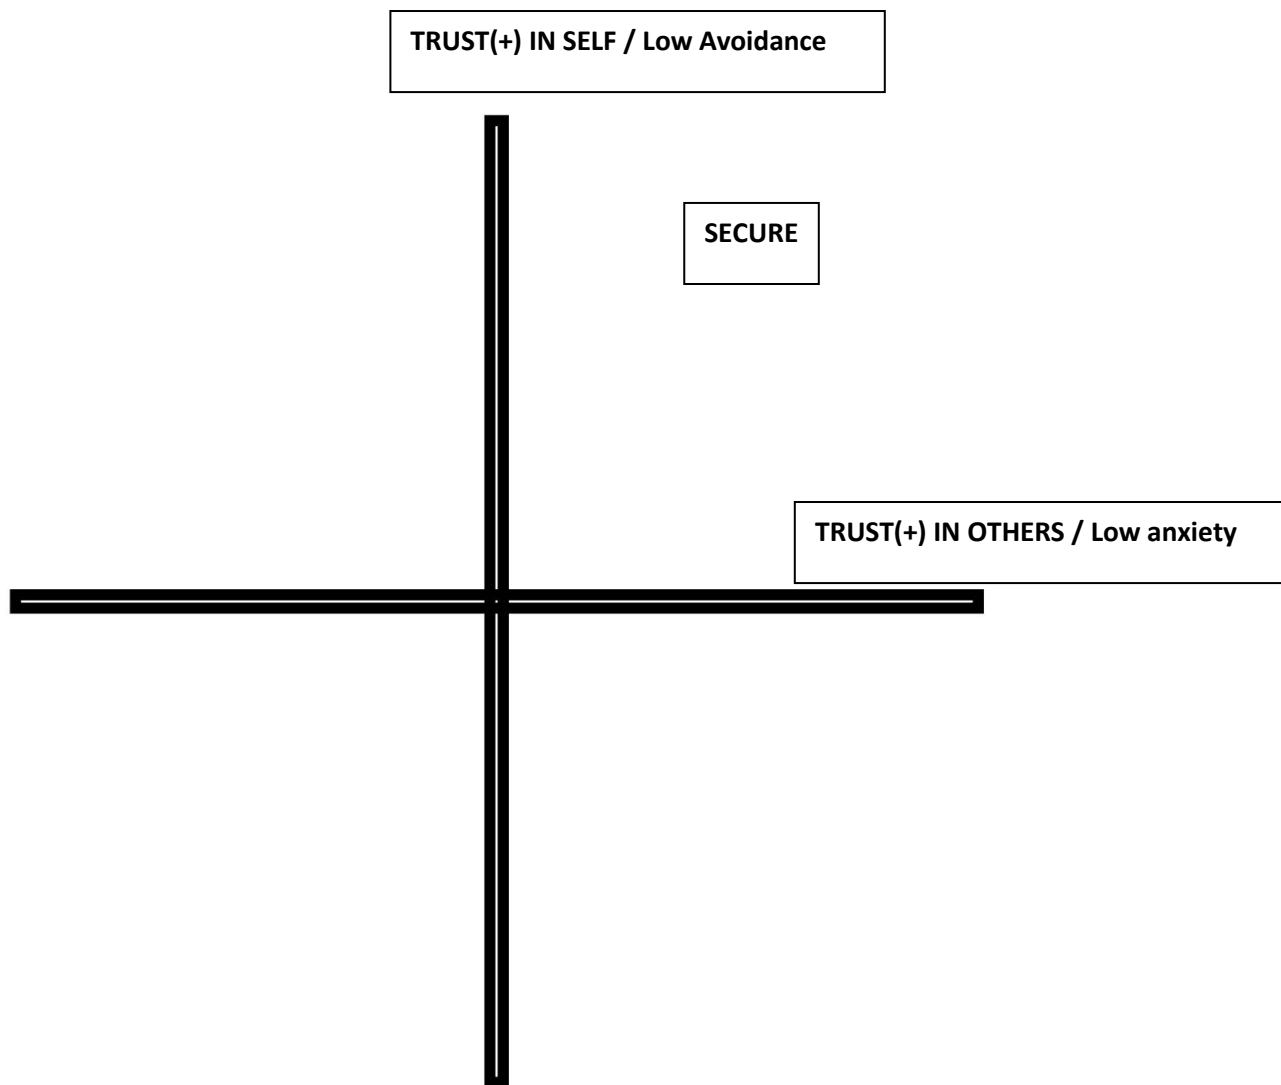 TRUST(+) IN SELF / Low Avoidance
SECURE
TRUST(+) IN OTHERS / Low anxiety